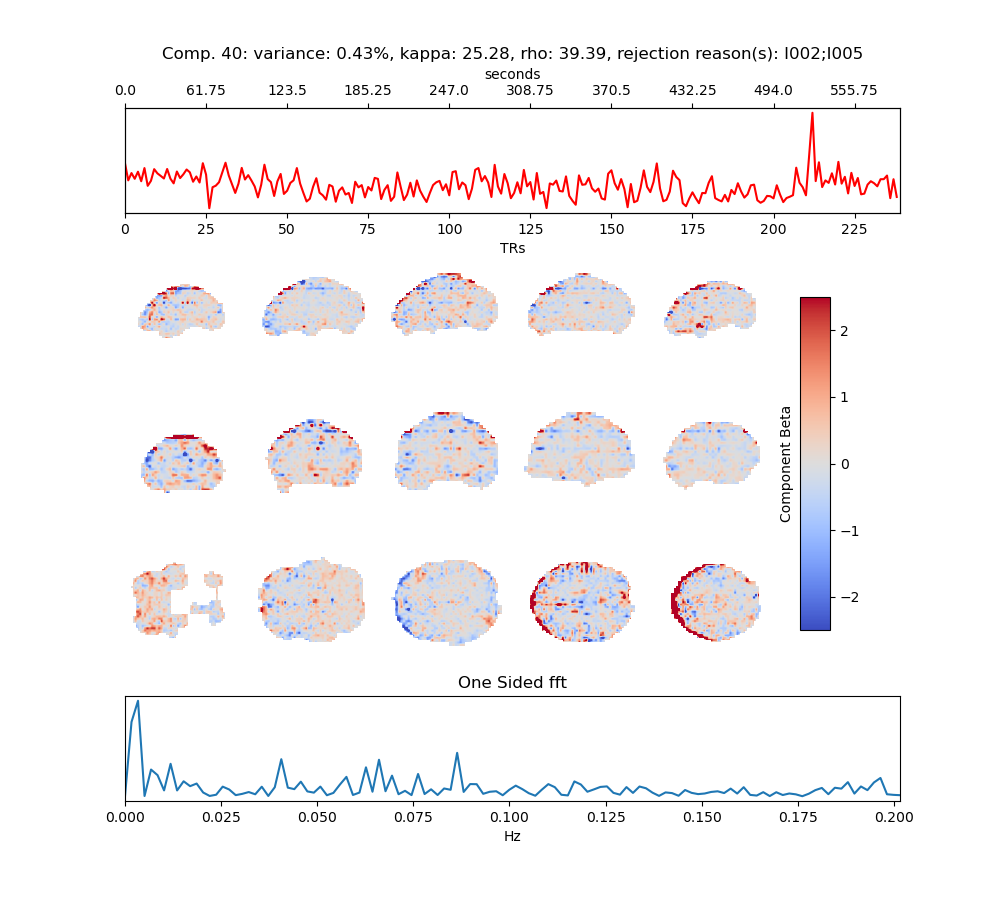 Comp. 40: variance: 0.43%, kappa: 25.28, rho: 39.39, rejection reason(s): I002;I005
seconds
0.0 61.75 123.5 185.25 247.0 308.75 370.5 432.25 494.0 555.75
0 25 50 75 100 125 150 175 200 225
TRs
2
1
0
−1
−2
Component Beta
One Sided fft
0.000 0.025 0.050 0.075 0.100 0.125 0.150 0.175 0.200
Hz